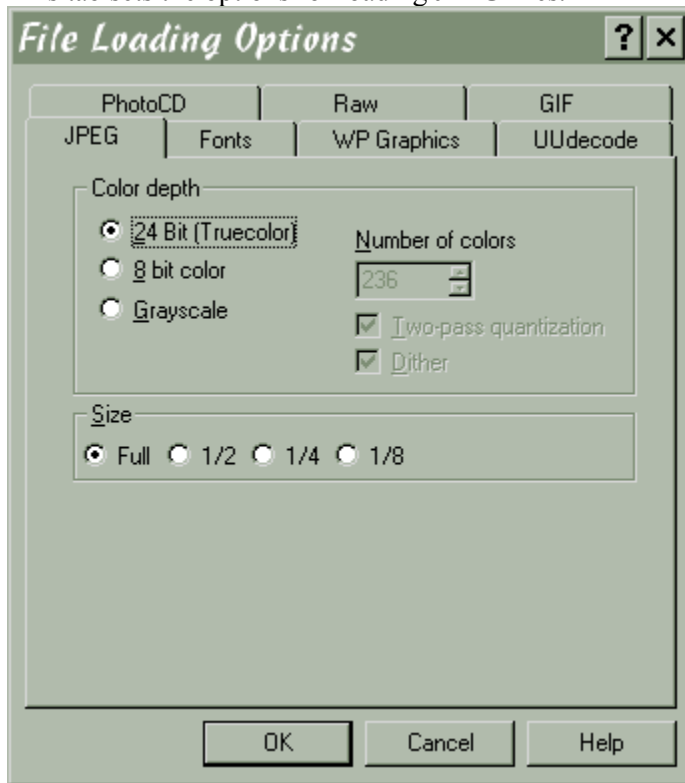 File Loading Options
PhotoCD Raw GIF
JPEG Fonts WP Graphics UUdecode
Color depth
24 Bit (Truecolor) Number of colors
8 bit color 236
Grayscale Two-pass quantization
Dither
Size
Full 1/2 1/4 1/8
OK Cancel Help